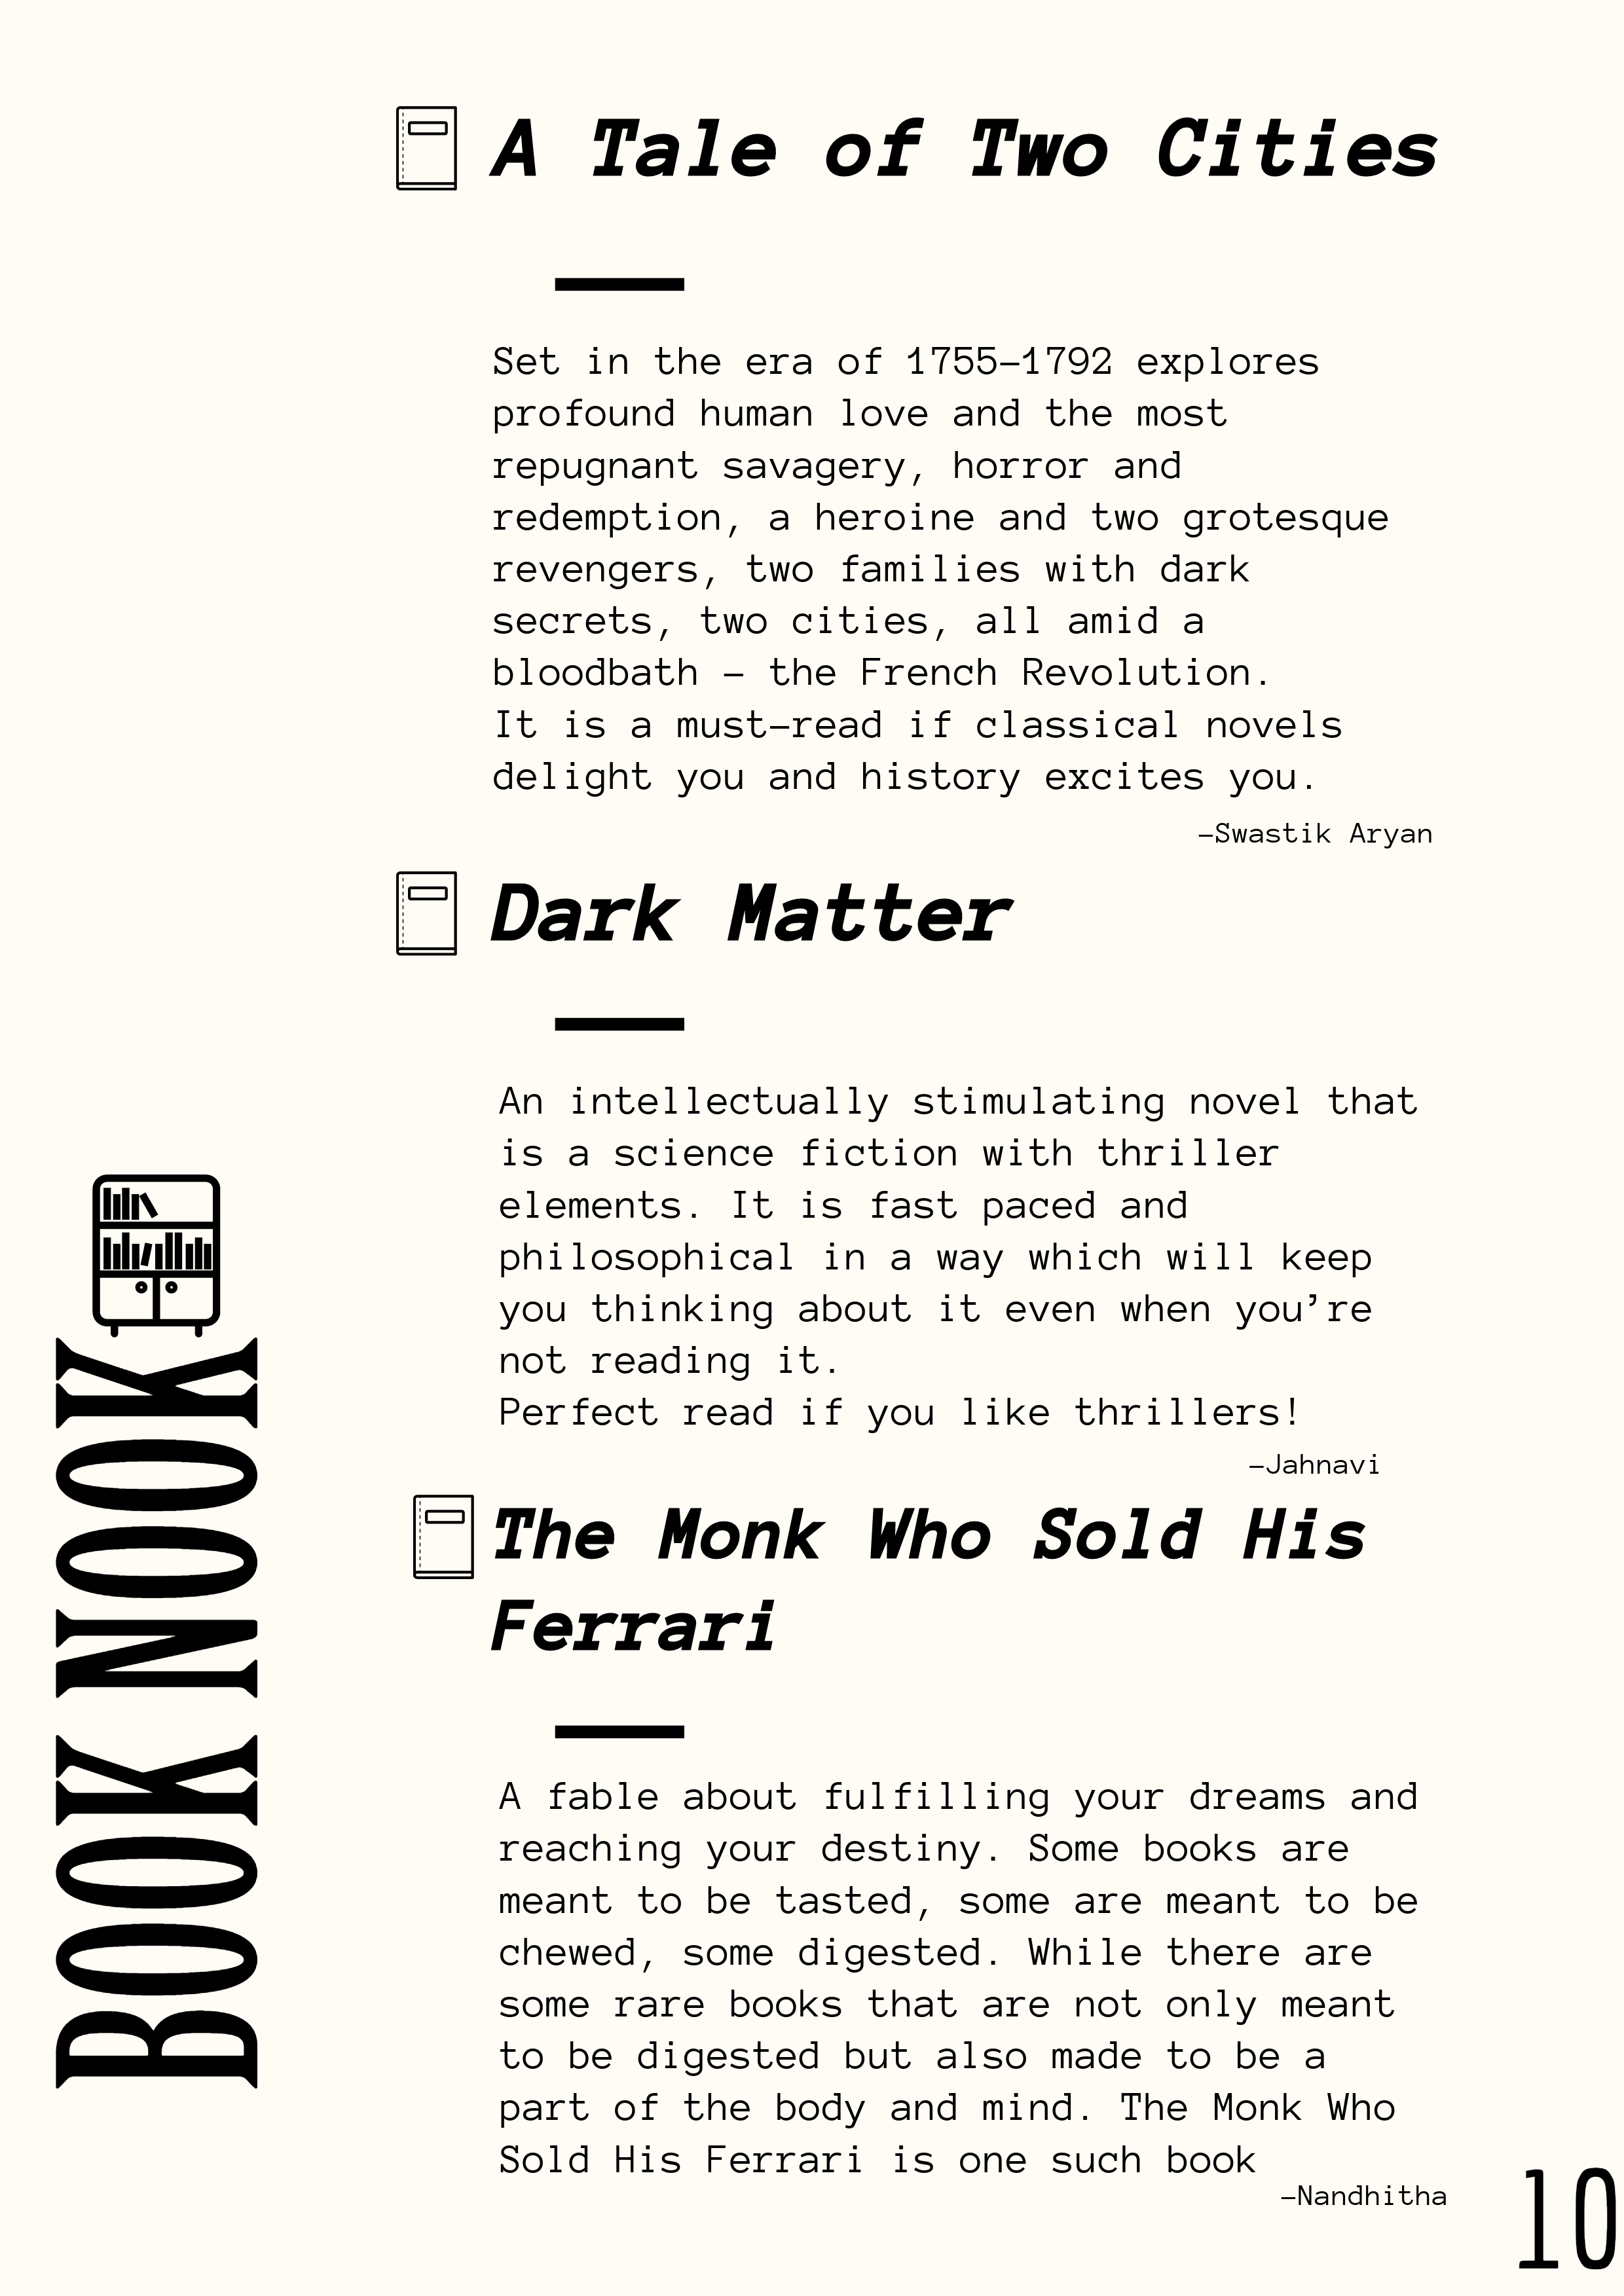 A Tale of Two Cities
Set in the era of 1755-1792 explores
profound human love and the most
repugnant savagery, horror and
redemption, a heroine and two grotesque
revengers, two families with dark
secrets, two cities, all amid a
bloodbath - the French Revolution.
It is a must-read if classical novels
delight you and history excites you.
-Swastik Aryan
Dark Matter
An intellectually stimulating novel that
is a science fiction with thriller
elements. It is fast paced and
philosophical in a way which will keep
you thinking about it even when you’re
not reading it.
Perfect read if you like thrillers!
-Jahnavi
The Monk Who Sold His
Ferrari
A fable about fulfilling your dreams and
reaching your destiny. Some books are
meant to be tasted, some are meant to be
chewed, some digested. While there are
some rare books that are not only meant
to be digested but also made to be a
part of the body and mind. The Monk Who
Sold His Ferrari is one such book
-Nandhitha
BOOK NOOK
10